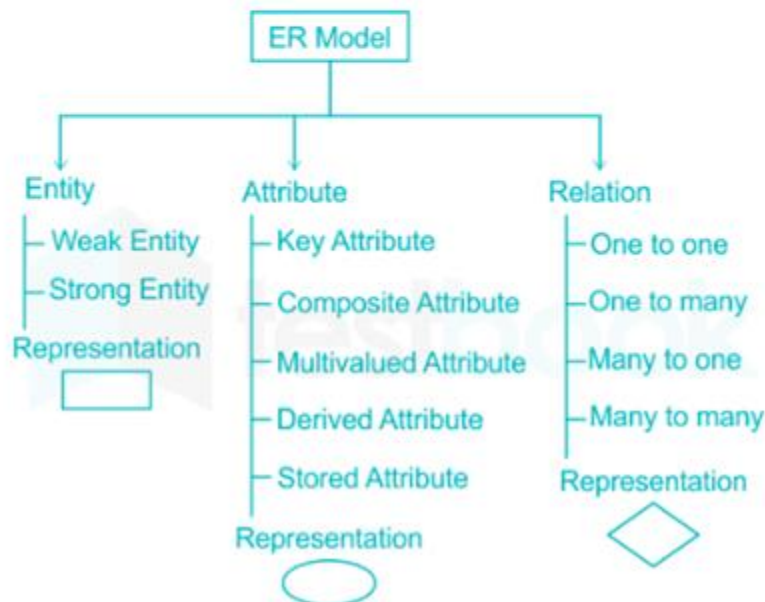 ER Model
Entity
Weak Entity
Strong Entity
Representation
Attribute
Key Attribute
Composite Attribute
Multivalued Attribute
Derived Attribute
Stored Attribute
Representation
Relation
One to one
One to many
Many to one
Many to many
Representation
testbook